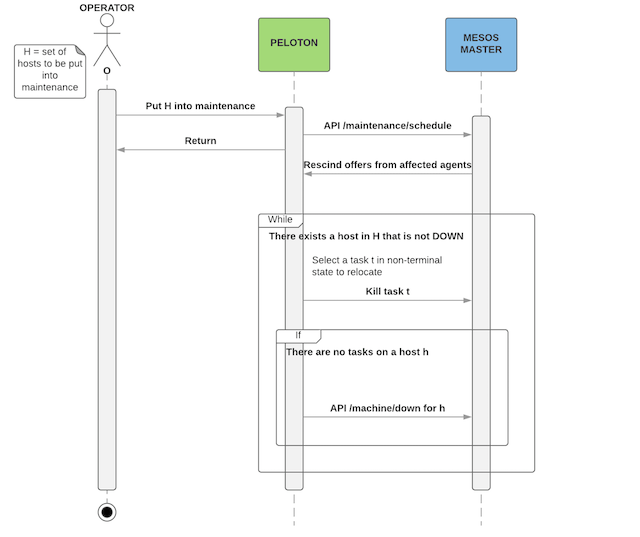 OPERATOR
H = set of
hosts to be put
into
maintenance
O
PELOTON
MESOS
MASTER
Put H into maintenance
API /maintenance/schedule
Return
Rescind offers from affected agents
While
There exists a host in H that is not DOWN
Select a task t in non-terminal
state to relocate
Kill task t
If
There are no tasks on a host h
API /machine/down for h